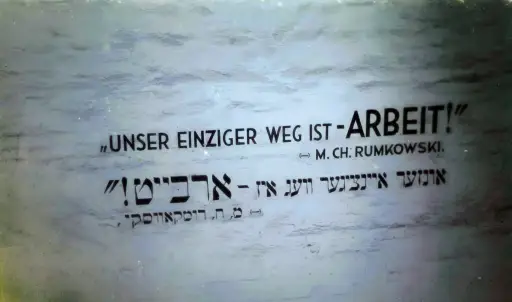 „UNSER EINZIGER WEG IST - ARBEIT!"
M. CH. RUMKOWSKI.
אונזער איינציגער וועג איז - ארבייט!"
מ. ח. רומקאווסקי.